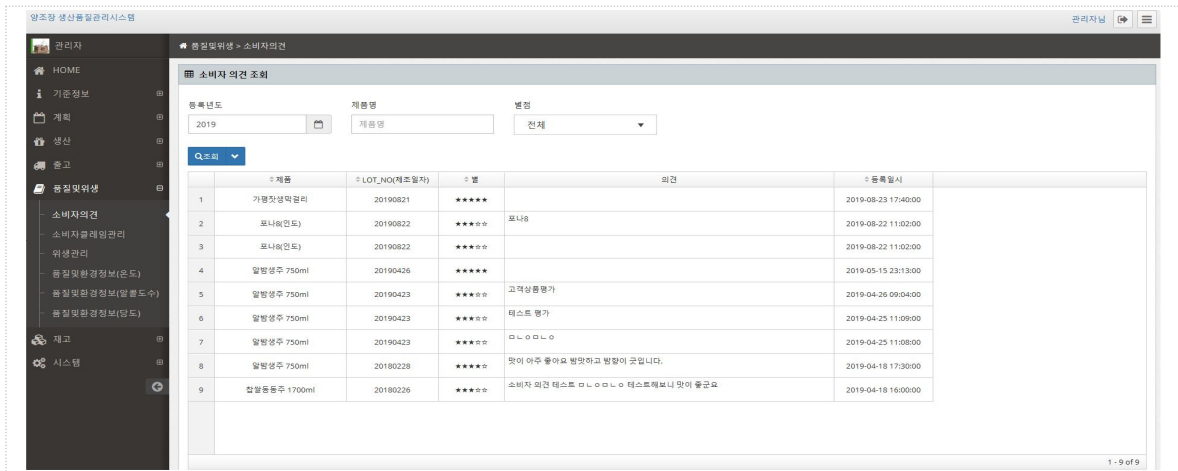 양조장 생산품질관리시스템
관리자님
관리자
품질및위생 > 소비자의견
HOME
기준정보
계획
생산
출고
품질및위생
소비자의견
소비자클레임관리
위생관리
품질및환경정보(온도)
품질및환경정보(알콜도수)
품질및환경정보(당도)
재고
시스템
소비자 의견 조회
등록년도 제품명 별점
2019 제품명 전체
조회
제품 LOT_NO(제조일자) 별 의견 등록일시
1 가평잣생막걸리 20190821 ★★★★★ 2019-08-23 17:40:00
2 포나8(인도) 20190822 ★★★☆☆ 포나8 2019-08-22 11:02:00
3 포나8(인도) 20190822 ★★★☆☆ 2019-08-22 11:02:00
4 알밤생주 750ml 20190426 ★★★★★ 2019-05-15 23:13:00
5 알밤생주 750ml 20190423 ★★★☆☆ 고객상품평가 2019-04-26 09:04:00
6 알밤생주 750ml 20190423 ★★★☆☆ 테스트 평가 2019-04-25 11:09:00
7 알밤생주 750ml 20190423 ★★★☆☆ ㅁㄴㅇㅁㄴㅇ 2019-04-25 11:08:00
8 알밤생주 750ml 20180228 ★★★★☆ 맛이 아주 좋아요 밤맛하고 밤향이 굿입니다. 2019-04-18 17:30:00
9 찹쌀동동주 1700ml 20180226 ★★★☆☆ 소비자 의견 테스트 ㅁㄴㅇㅁㄴㅇ 테스트해보니 맛이 좋군요 2019-04-18 16:00:00
1 - 9 of 9